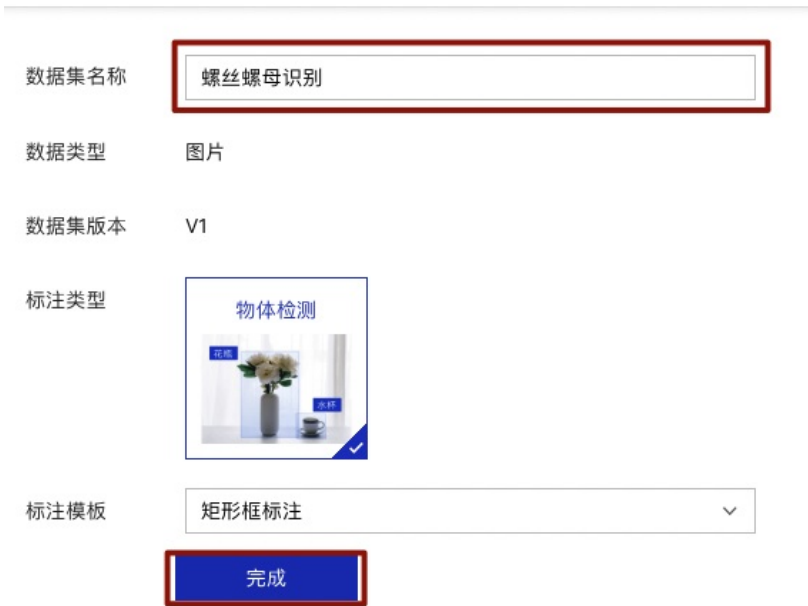 数据集名称 螺丝螺母识别
数据类型 图片
数据集版本 V1
标注类型
物体检测
花瓶
水杯
标注模板 矩形框标注
完成